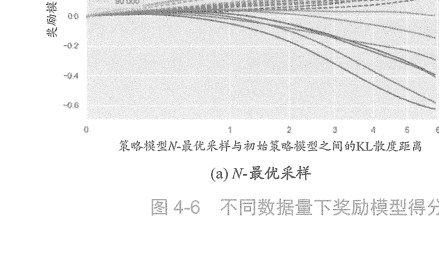 90 000
奖励模
0.0
−0.2
−0.4
−0.6
0 1 2 3 4 5 6
策略模型N-最优采样与初始策略模型之间的KL散度距离
(a) N-最优采样
图 4-6 不同数据量下奖励模型得分